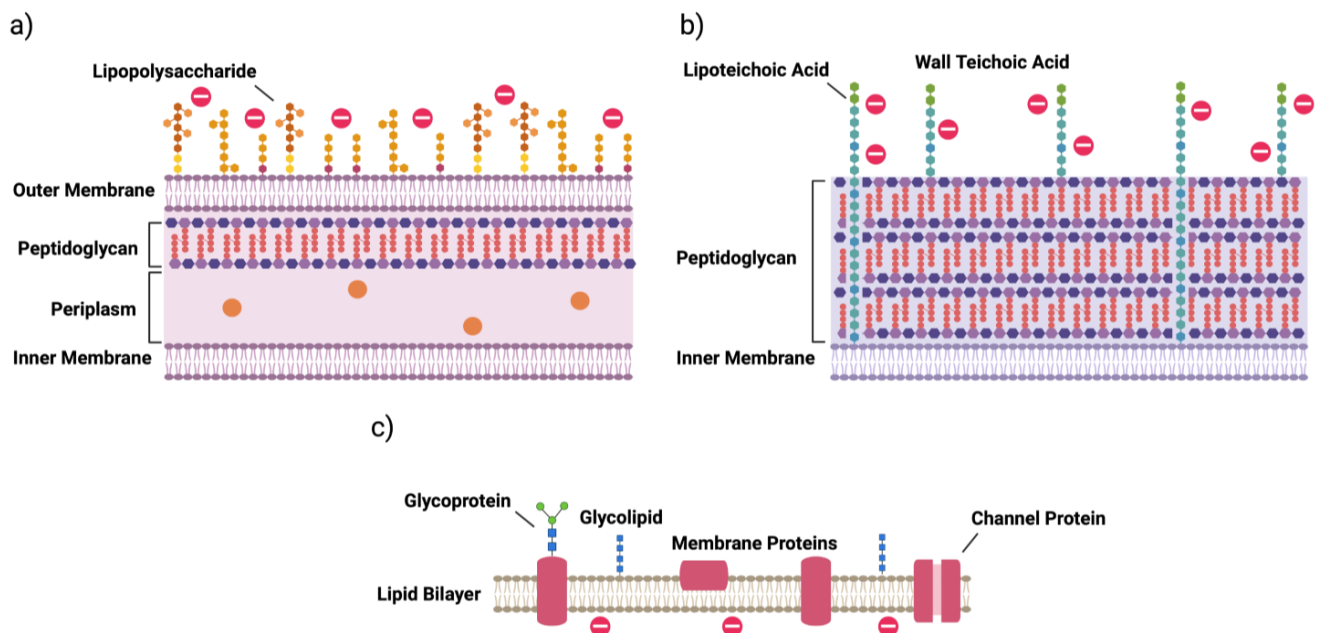 a)
Lipopolysaccharide
Outer Membrane
Peptidoglycan
Periplasm
Inner Membrane
b)
Lipoteichoic Acid
Wall Teichoic Acid
Peptidoglycan
Inner Membrane
c)
Glycoprotein
Glycolipid
Membrane Proteins
Channel Protein
Lipid Bilayer